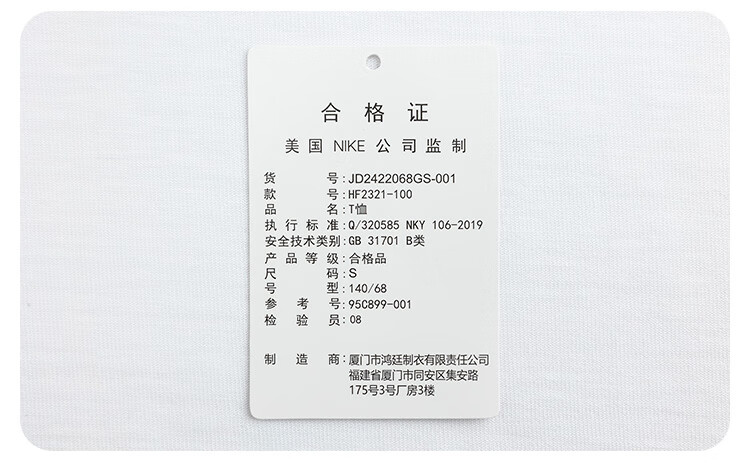 合格证
美国 NIKE 公司监制
货号:JD2422068GS-001
款号:HF2321-100
品名:T恤
执行标准:Q/320585 NKY 106-2019
安全技术类别:GB 31701 B类
产品等级:合格品
尺码:S
号型:140/68
参考号:95C899-001
检验员:08
制造商:厦门市鸿廷制衣有限责任公司
福建省厦门市同安区集安路
175号3号厂房3楼